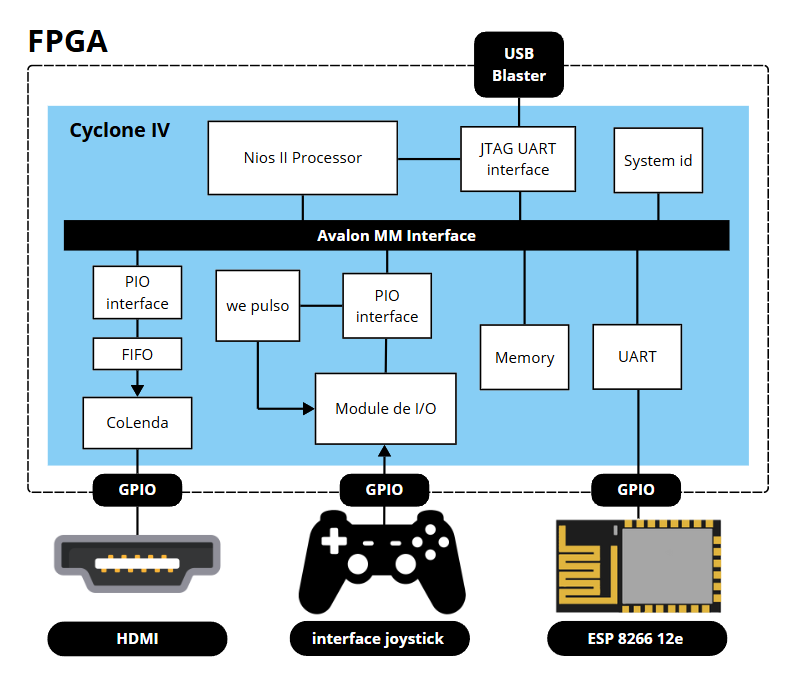 FPGA
USB
Blaster
Cyclone IV
Nios II Processor
JTAG UART
interface
System id
Avalon MM Interface
PIO
interface
we pulso
PIO
interface
FIFO
Memory
UART
CoLenda
Module de I/O
GPIO
GPIO
GPIO
HDMI
interface joystick
ESP 8266 12e